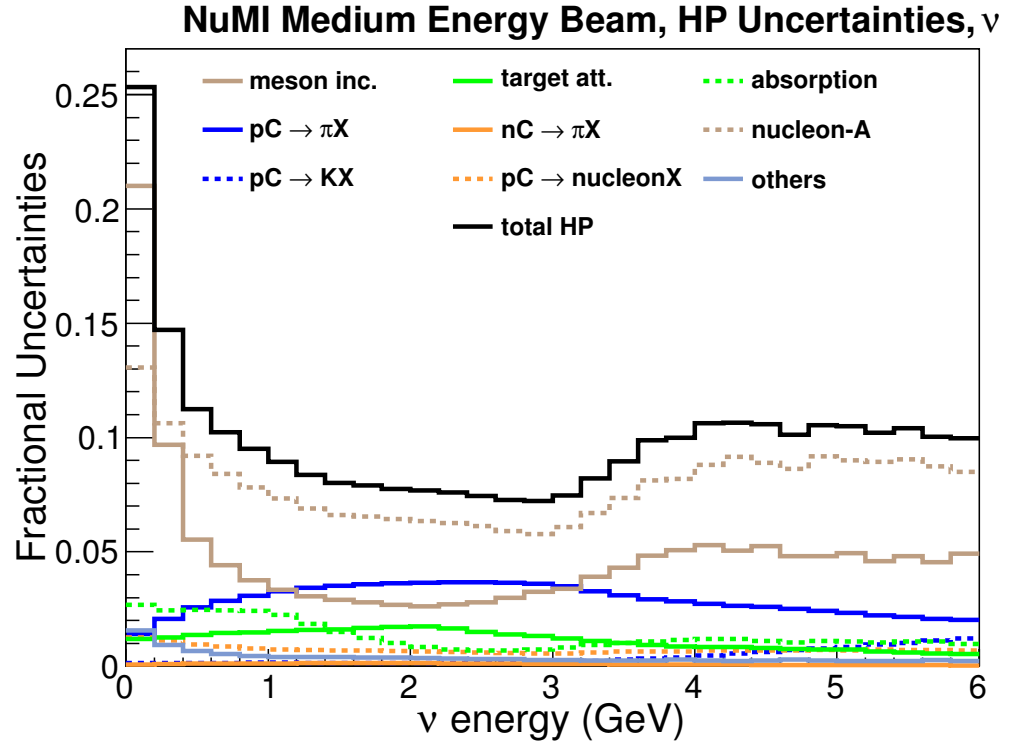 NuMI Medium Energy Beam, HP Uncertainties, ν
Fractional Uncertainties
0.25
0.2
0.15
0.1
0.05
0
meson inc.
target att.
absorption
pC → πX
nC → πX
nucleon-A
pC → KX
pC → nucleonX
others
total HP
0 1 2 3 4 5 6
ν energy (GeV)